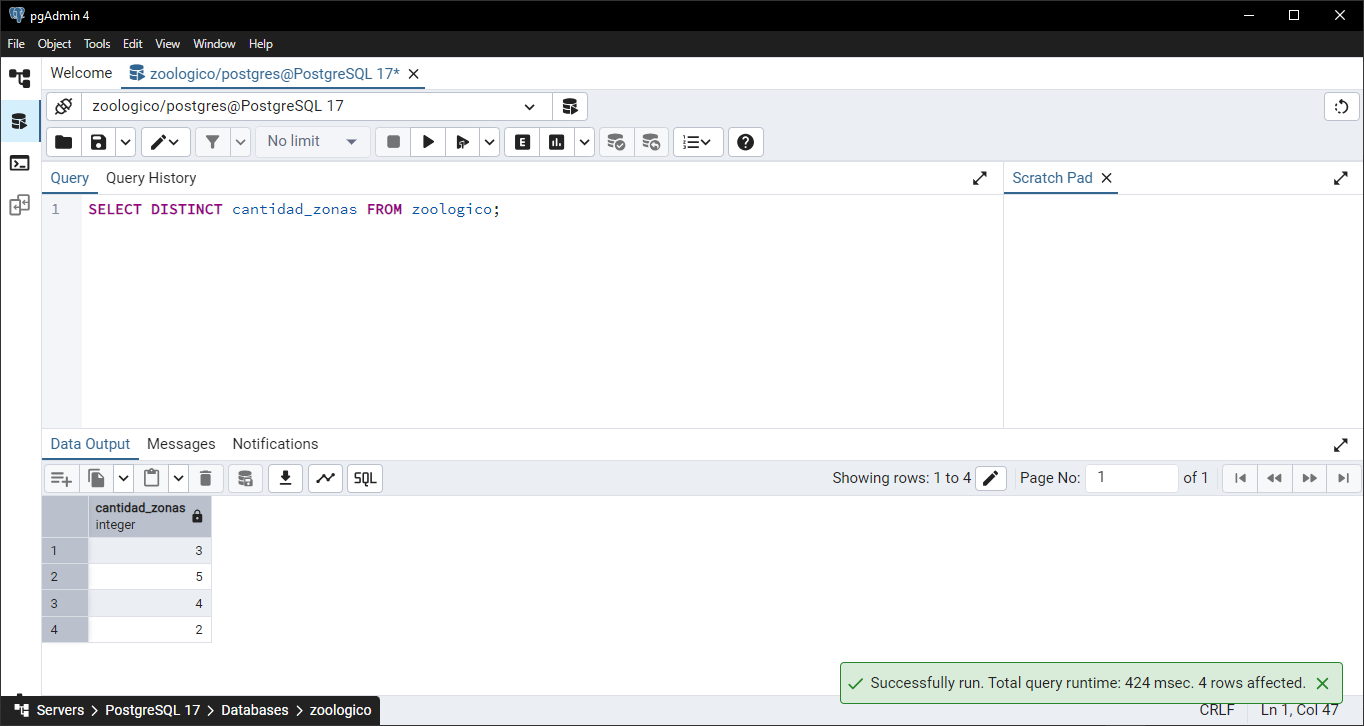 pgAdmin 4
File Object Tools Edit View Window Help
Welcome zoologico/postgres@PostgreSQL 17*
zoologico/postgres@PostgreSQL 17
No limit E
Query Query History Scratch Pad
1 SELECT DISTINCT cantidad_zonas FROM zoologico;
Data Output Messages Notifications
SQL Showing rows: 1 to 4 Page No: 1 of 1
cantidad_zonas
integer
1 3
2 5
3 4
4 2
Successfully run. Total query runtime: 424 msec. 4 rows affected.
Servers PostgreSQL 17 Databases zoologico CRLF Ln 1, Col 47